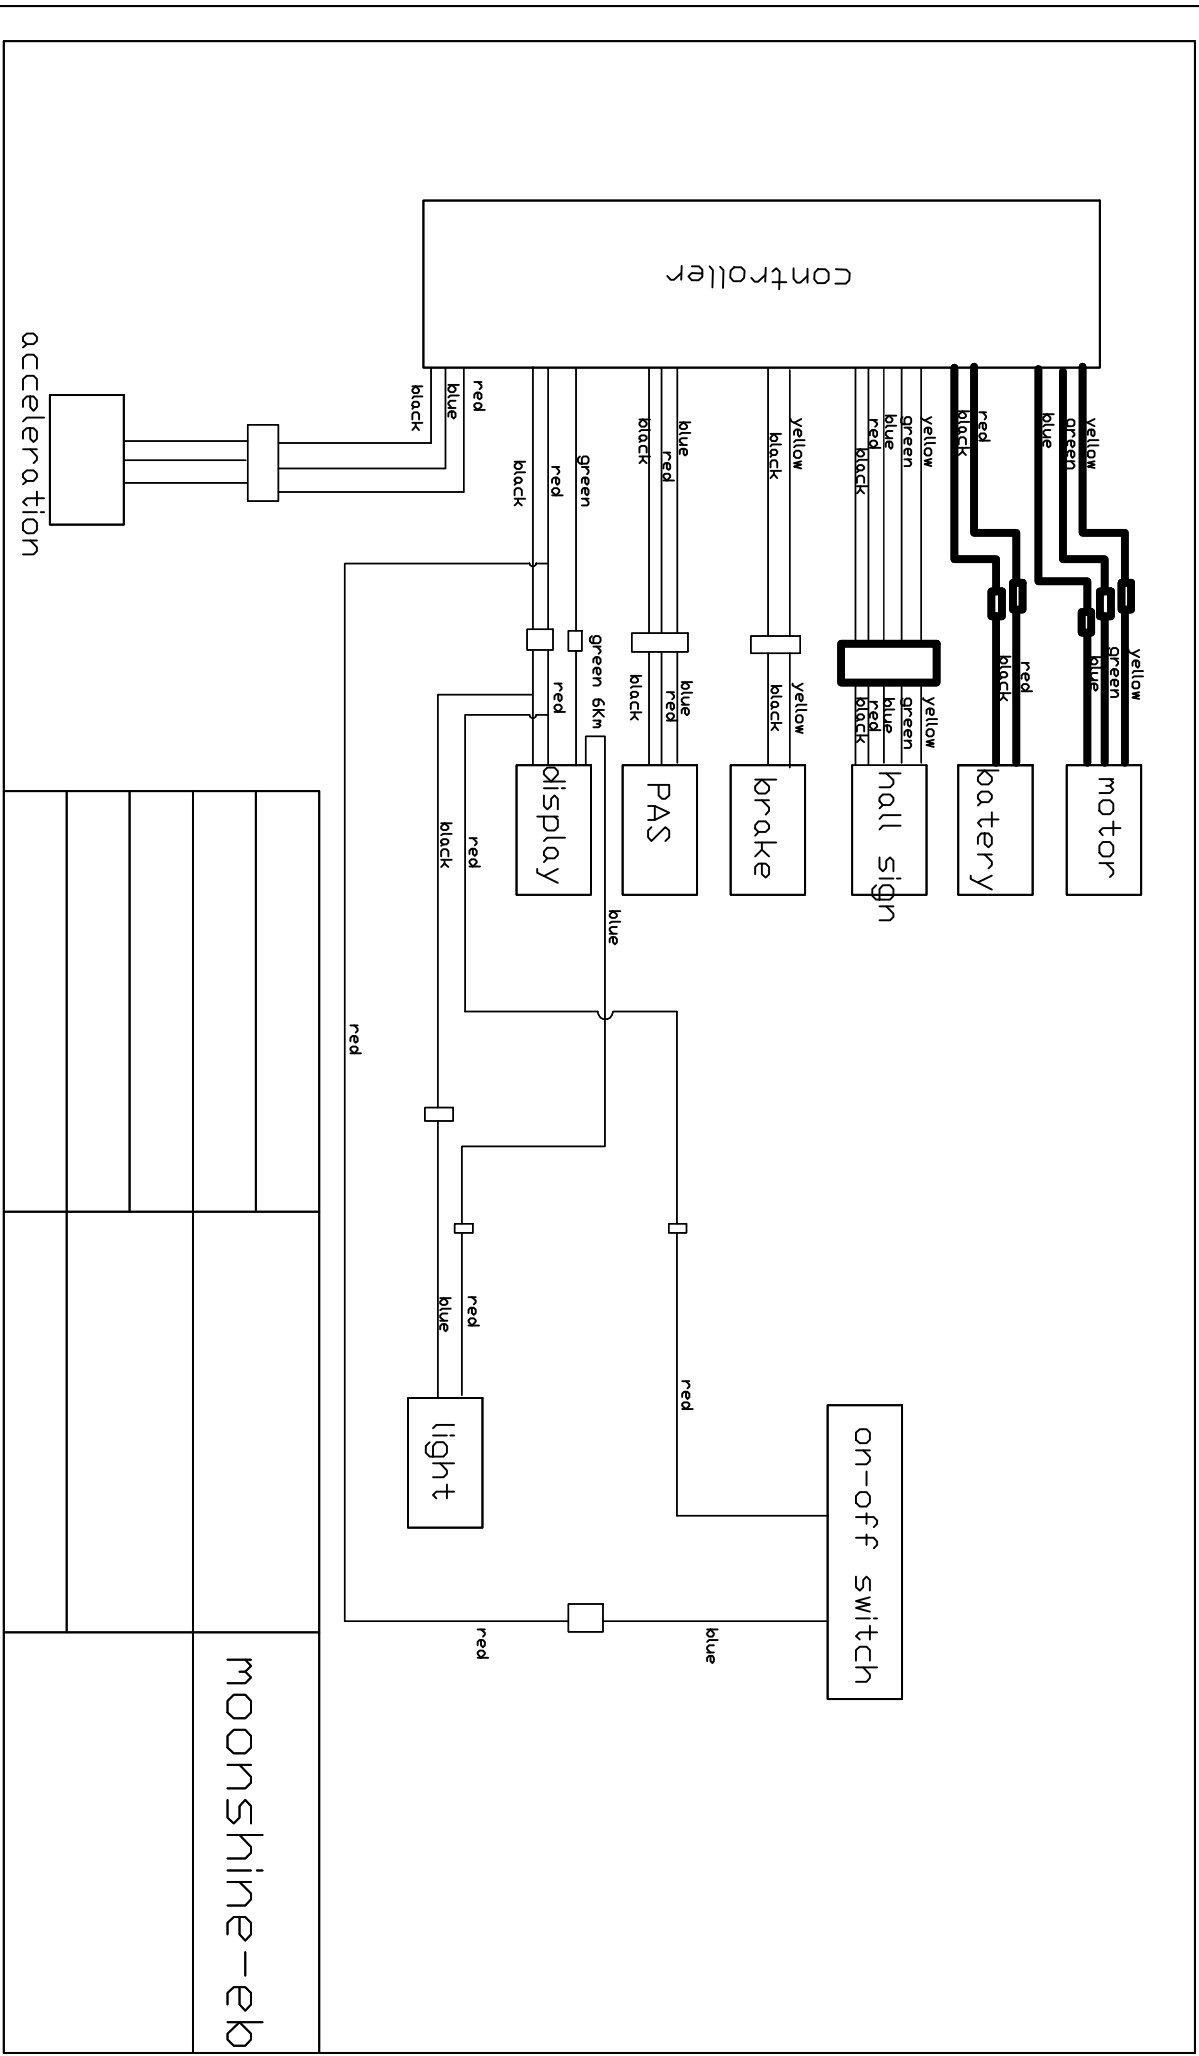 controller
acceleration
black
blue
red
black
red
green
black
red
blue
black
yellow
black
red
blue
green
yellow
black
red
blue
green
yellow
red
green 6Km
black
red
blue
black
yellow
black
red
blue
green
yellow
black
red
blue
green
yellow
display
PAS
brake
hall sign
batery
motor
black
red
blue
red
blue
red
red
light
on-off switch
red
blue
moonshine-eb